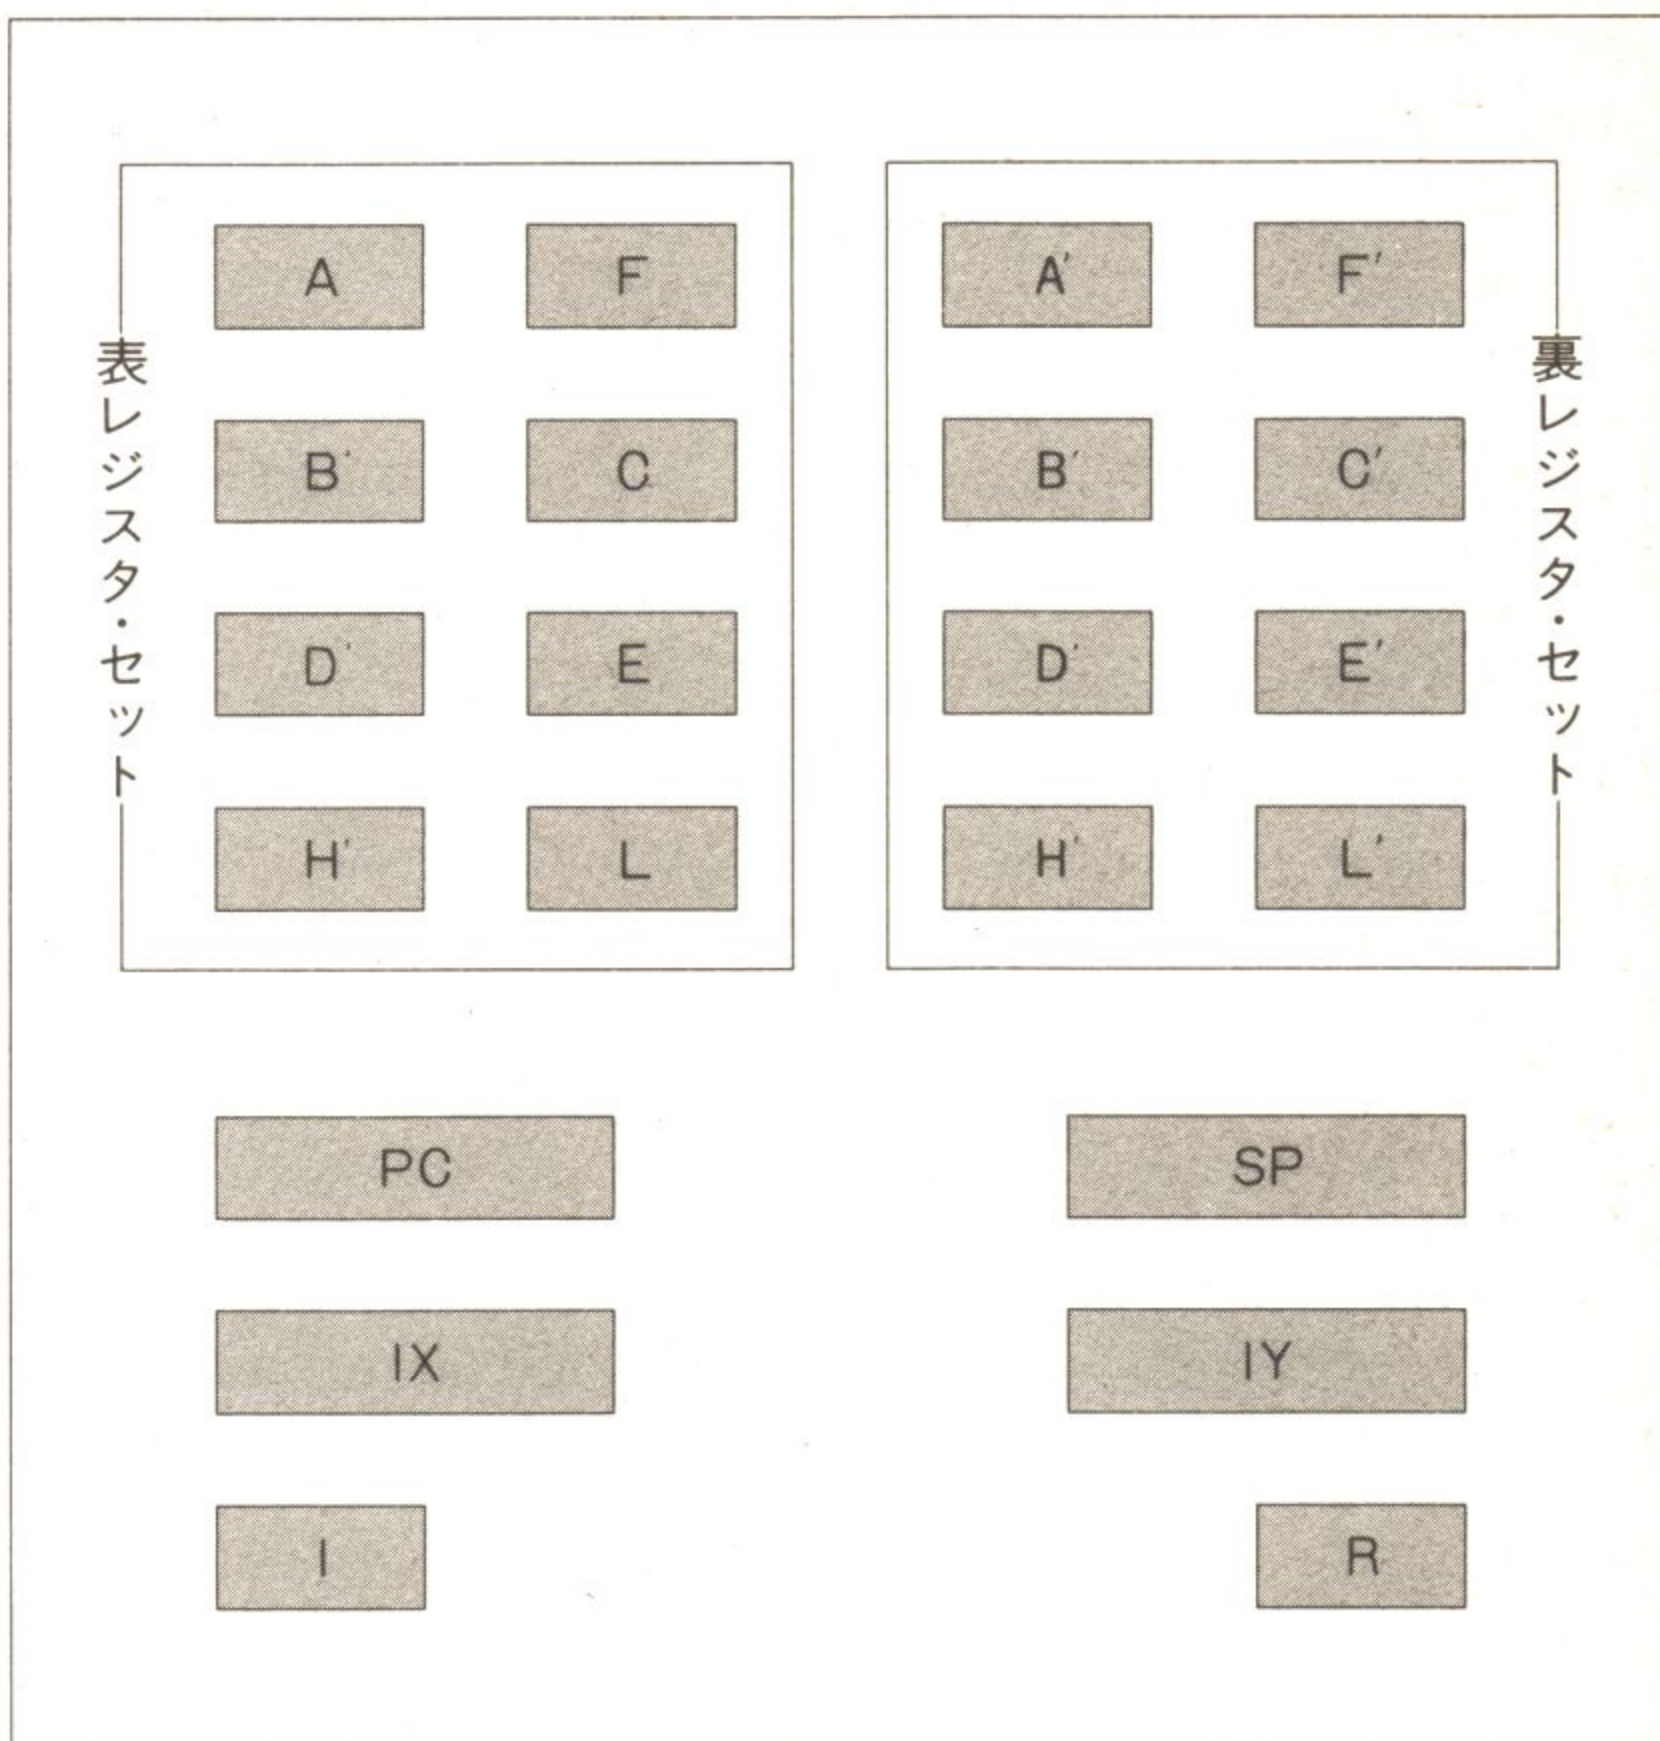 表レジスタ・セット
A F
B' C
D' E
H' L
裏レジスタ・セット
A' F'
B' C'
D' E'
H' L'
PC SP
IX IY
I R